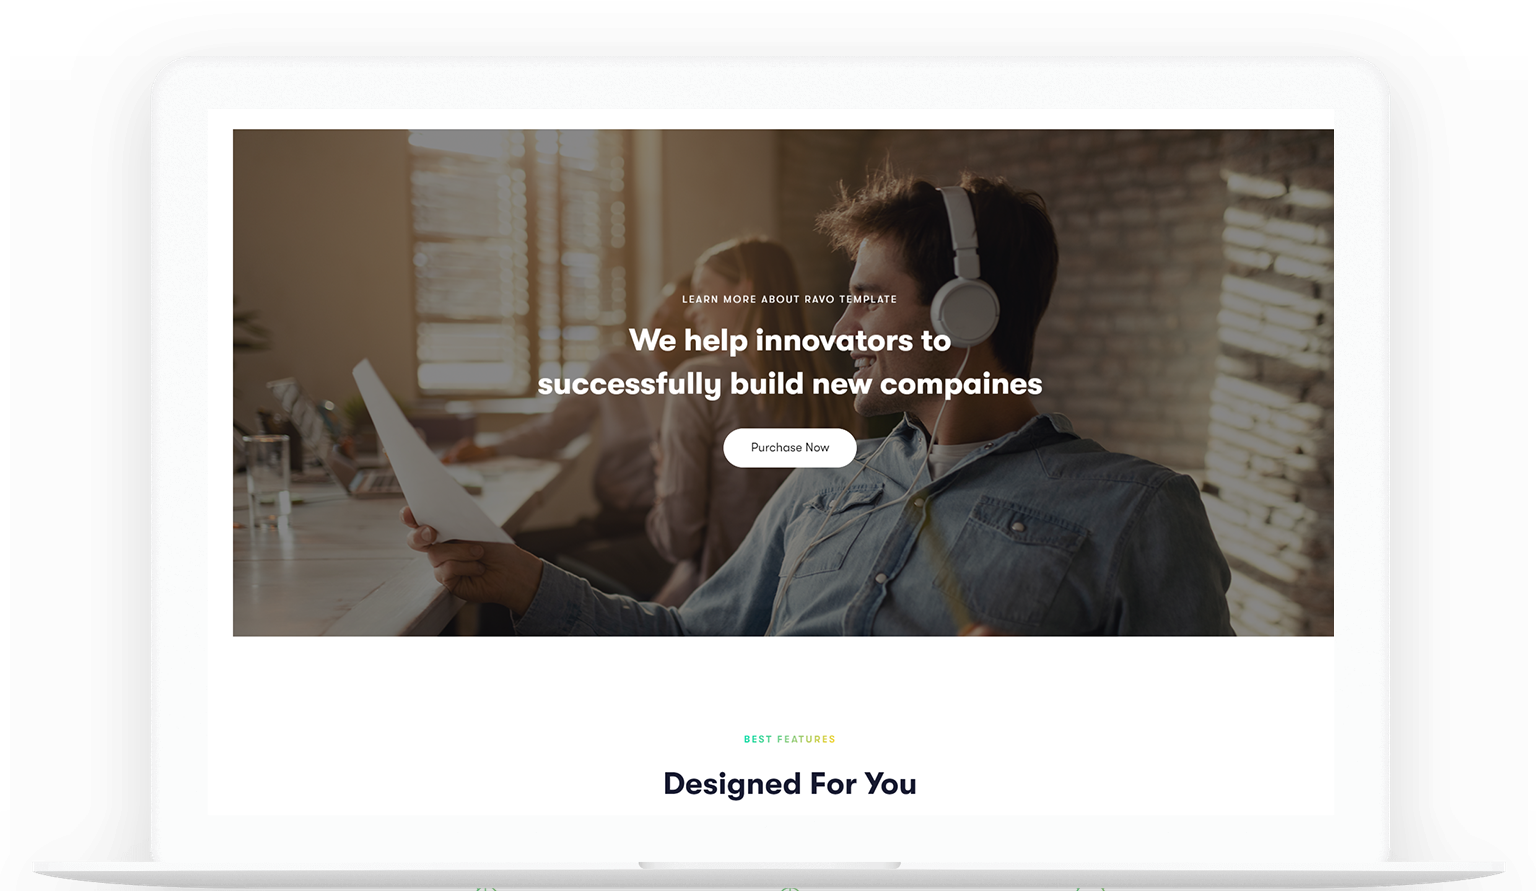 LEARN MORE ABOUT RAVO TEMPLATE
We help innovators to
successfully build new compaines
Purchase Now
BEST FEATURES
Designed For You